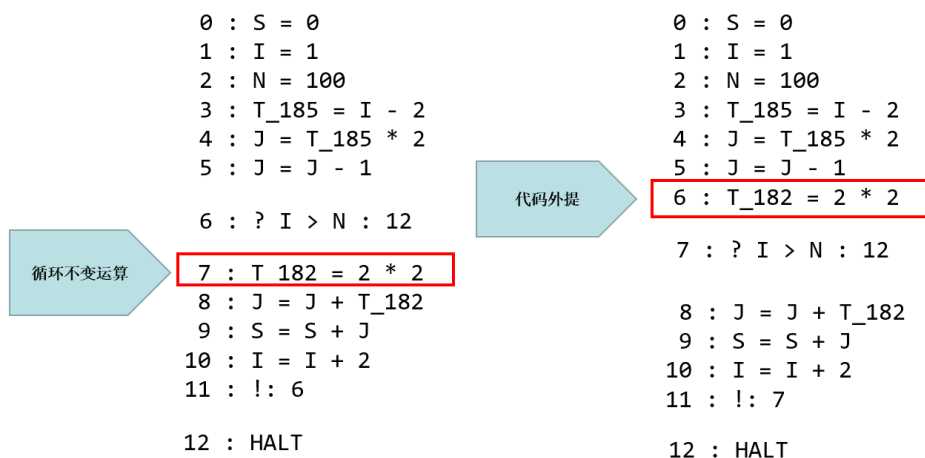 循环不变运算
0 : S = 0
1 : I = 1
2 : N = 100
3 : T_185 = I - 2
4 : J = T_185 * 2
5 : J = J - 1
6 : ? I > N : 12
7 : T_182 = 2 * 2
8 : J = J + T_182
9 : S = S + J
10 : I = I + 2
11 : !: 6
12 : HALT
代码外提
0 : S = 0
1 : I = 1
2 : N = 100
3 : T_185 = I - 2
4 : J = T_185 * 2
5 : J = J - 1
6 : T_182 = 2 * 2
7 : ? I > N : 12
8 : J = J + T_182
9 : S = S + J
10 : I = I + 2
11 : !: 7
12 : HALT